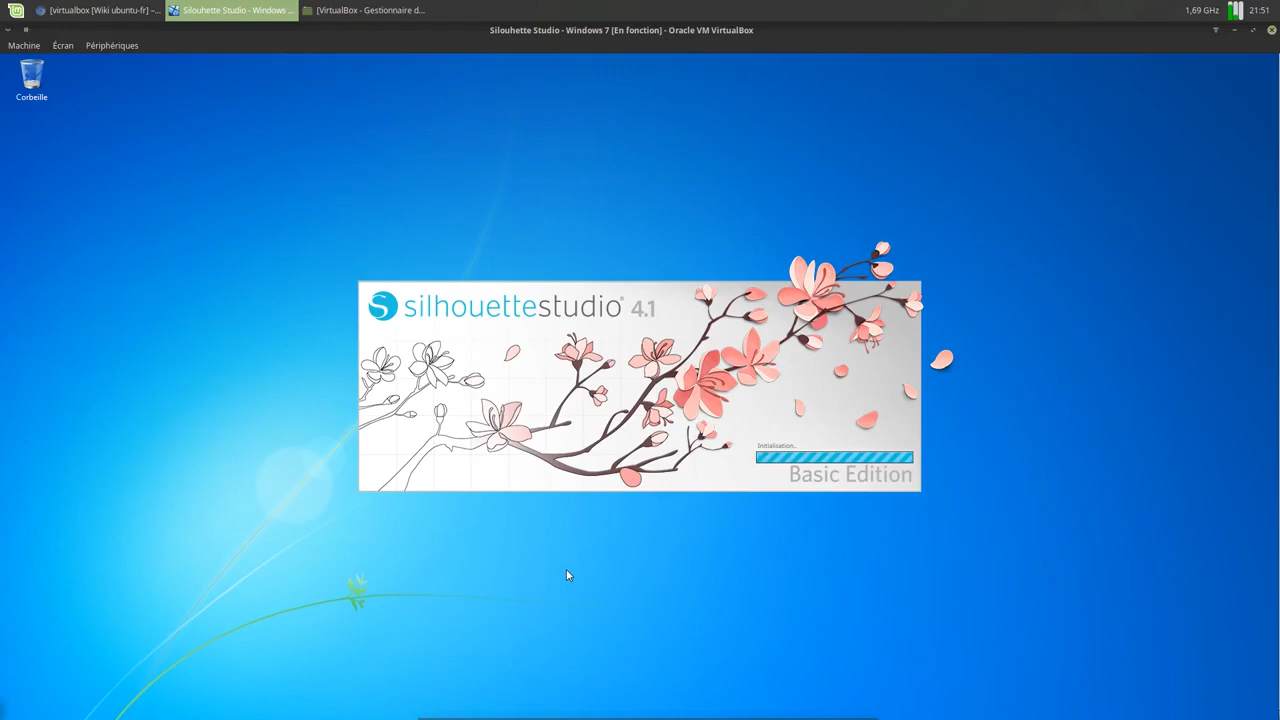 [virtualbox [Wiki ubuntu-fr] –...
Silouhette Studio - Windows ...
[VirtualBox - Gestionnaire d...
1,69 GHz
21:51
Silouhette Studio - Windows 7 [En fonction] - Oracle VM VirtualBox
Machine Écran Périphériques
Corbeille
silhouettestudio® 4.1
Initialisation..
Basic Edition